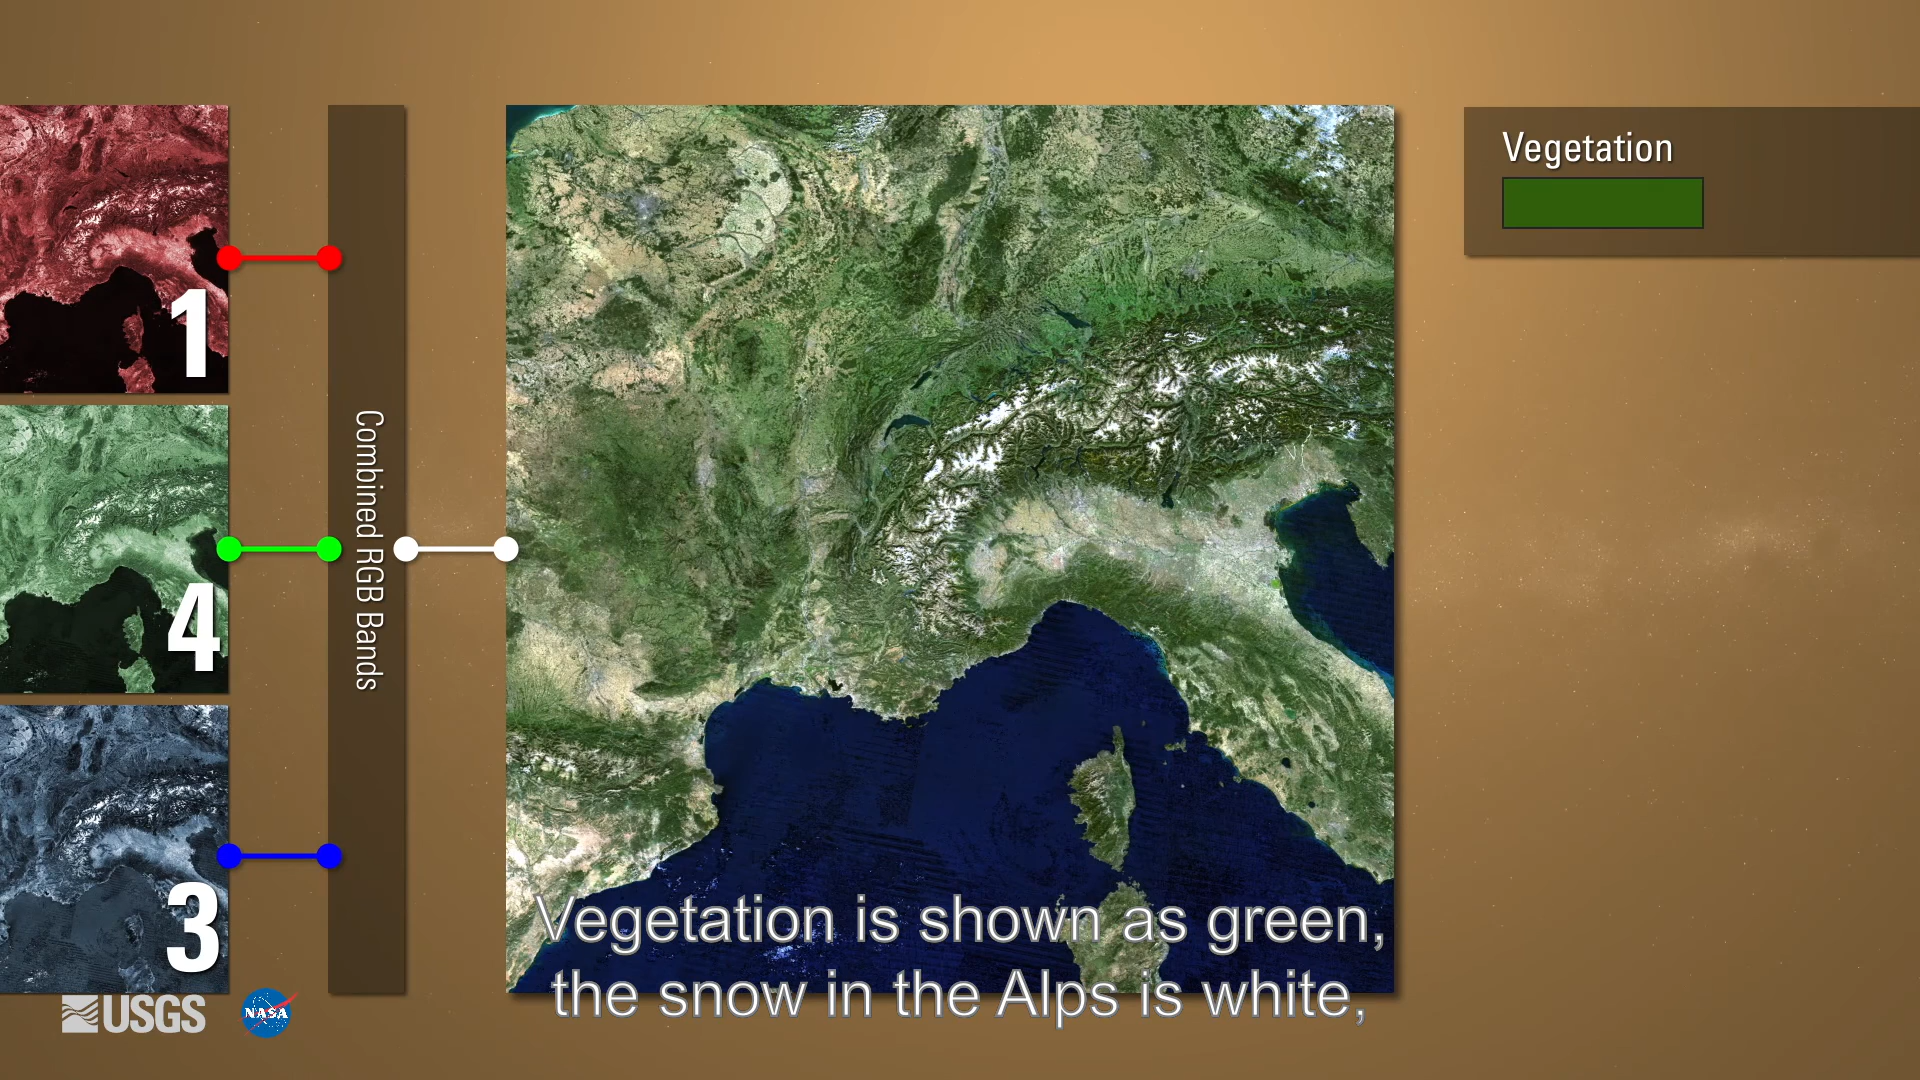 1
4
3
Combined RGB Bands
Vegetation
Vegetation is shown as green,
the snow in the Alps is white,
USGS
NASA